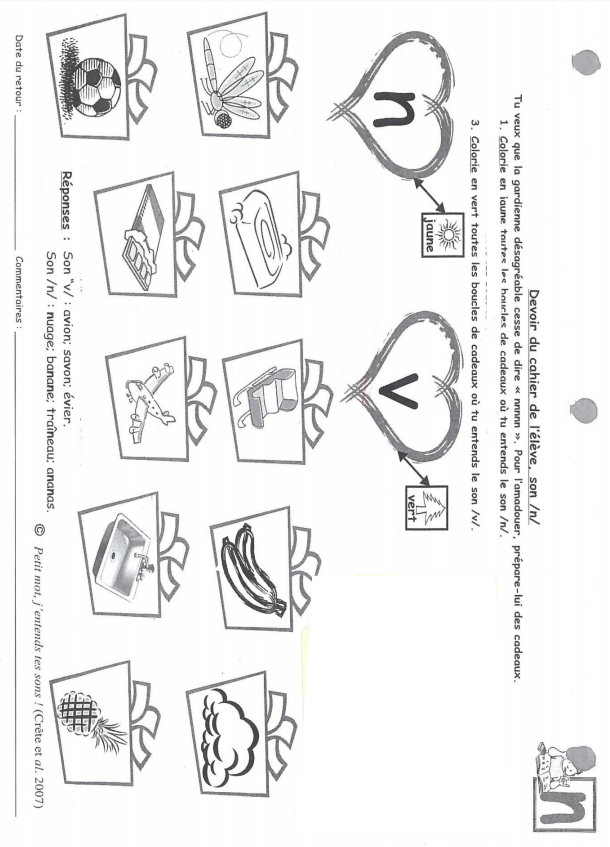 Devoir du cahier de l'élève, son /n/
n
Tu veux que la gardienne désagréable cesse de dire « nnnnn ». Pour l'amadouer, prépare-lui des cadeaux.
1. Colorie en jaune toutes les boucles de cadeaux où tu entends le son /n/.
3. Colorie en vert toutes les boucles de cadeaux où tu entends le son /v/.
n
jaune
v
vert
Réponses : Son "v/ : avion; savon; évier.
Son /n/ : nuage; banane; traîneau; ananas.
© Petit mot, j'entends tes sons ! (Crête et al. 2007)
Date du retour : Commentaires :